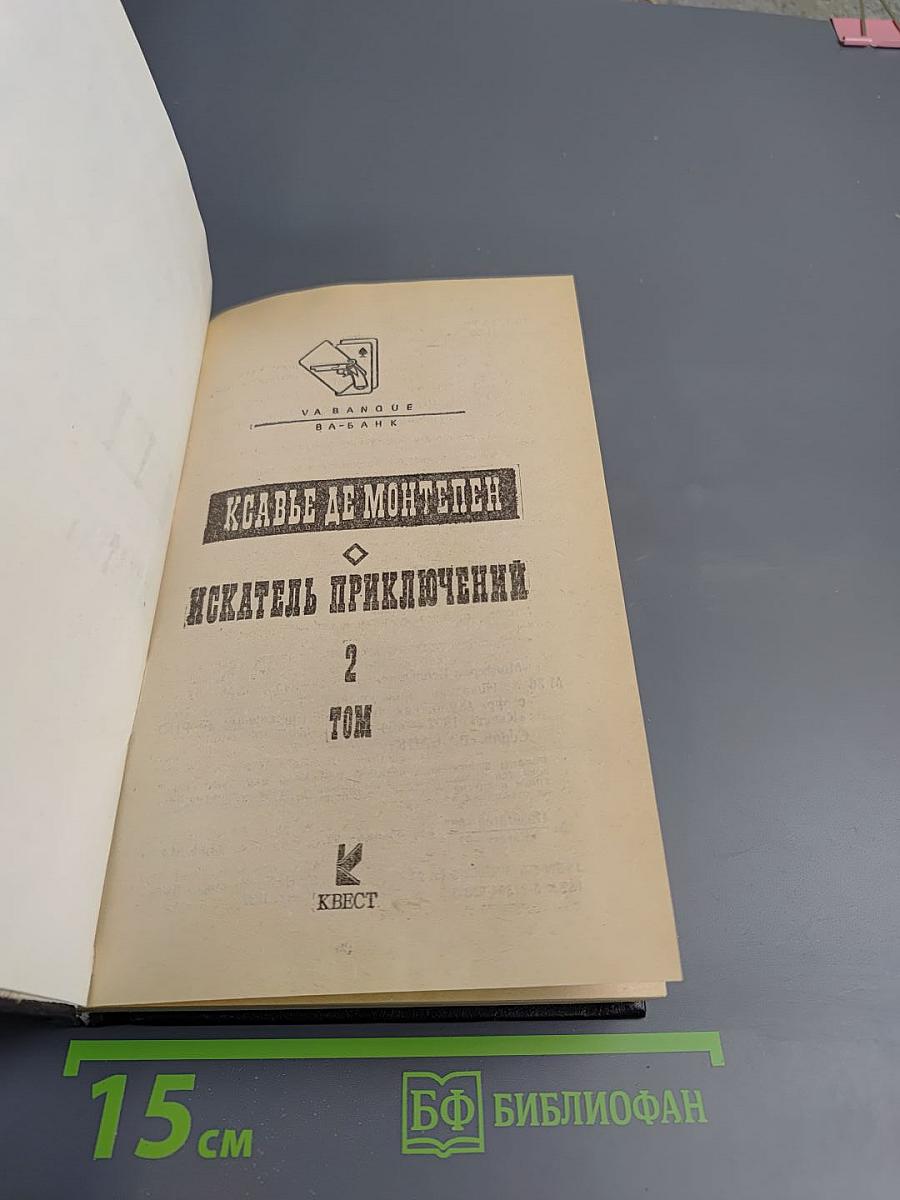 VA BANQUE
ВА-БАНК
КСАВЬЕ ДЕ МОНТЕПЕН
ИСКАТЕЛЬ ПРИКЛЮЧЕНИЙ
2
ТОМ
КВЕСТ
15 СМ
БФ БИБЛИОФАН